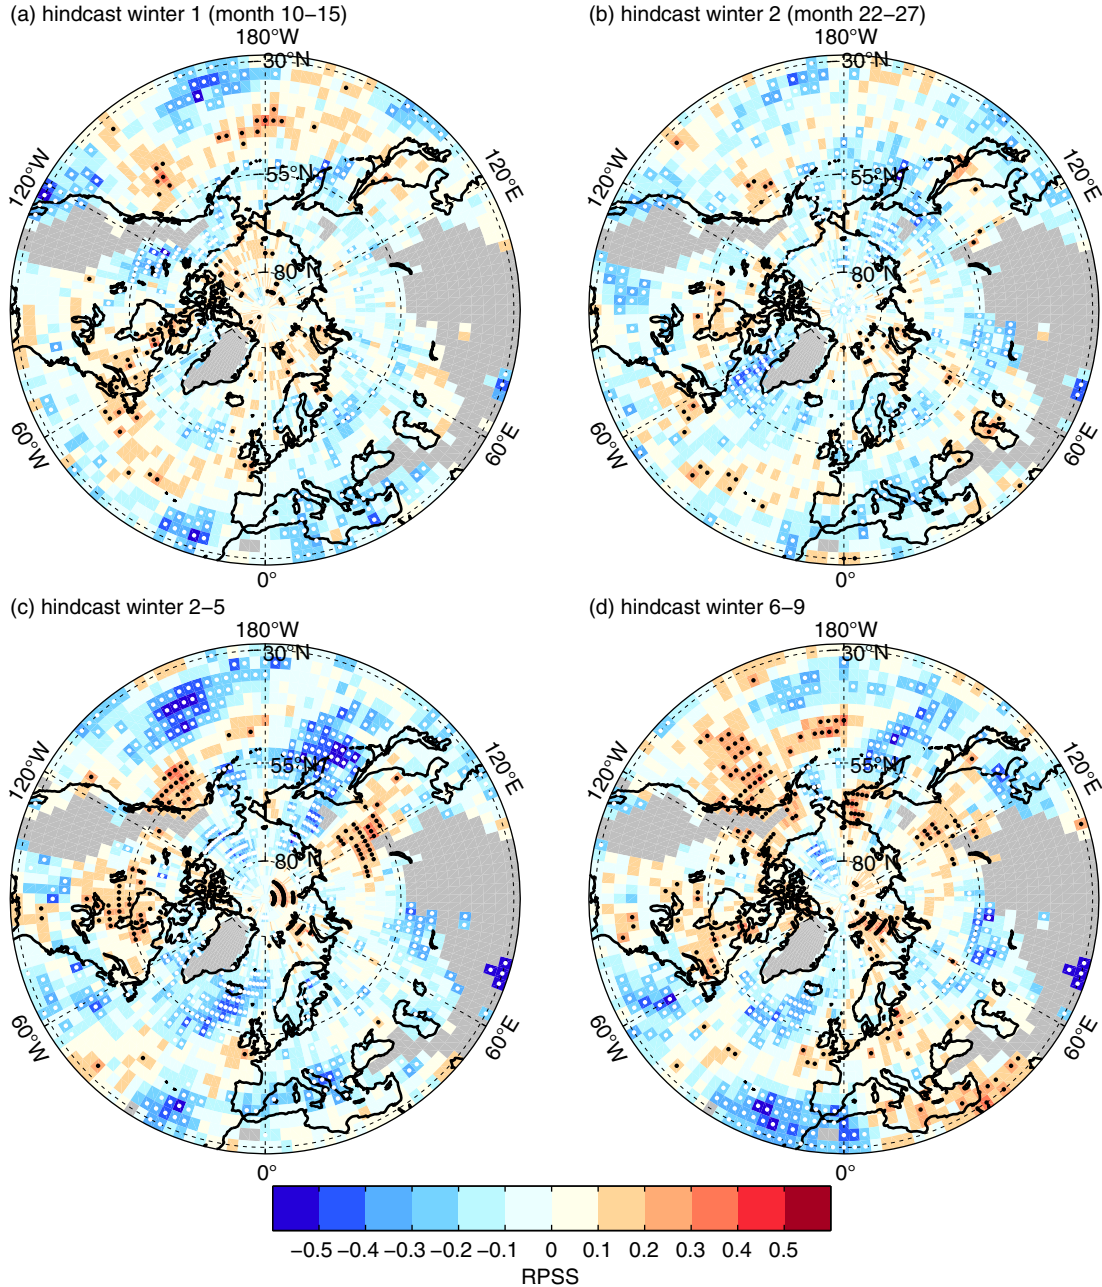 (a) hindcast winter 1 (month 10−15)
(b) hindcast winter 2 (month 22−27)
180°W
180°W
30°N
30°N
120°W
55°N
120°E
120°W
55°N
120°E
80°N
80°N
60°W
60°E
60°W
60°E
0°
0°
(c) hindcast winter 2−5
(d) hindcast winter 6−9
180°W
180°W
30°N
30°N
120°W
55°N
120°E
120°W
55°N
120°E
80°N
80°N
60°W
60°E
60°W
60°E
0°
0°
−0.5 −0.4 −0.3 −0.2 −0.1 0 0.1 0.2 0.3 0.4 0.5
RPSS